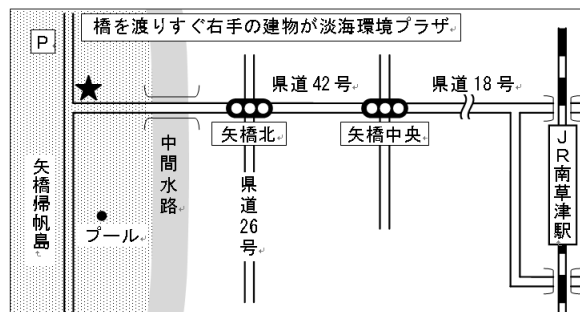 橋を渡りすぐ右手の建物が淡海環境プラザ
P
県道42号
県道18号
矢橋北
矢橋中央
中間水路
県道26号
JR南草津駅
矢橋帰帆島
プール